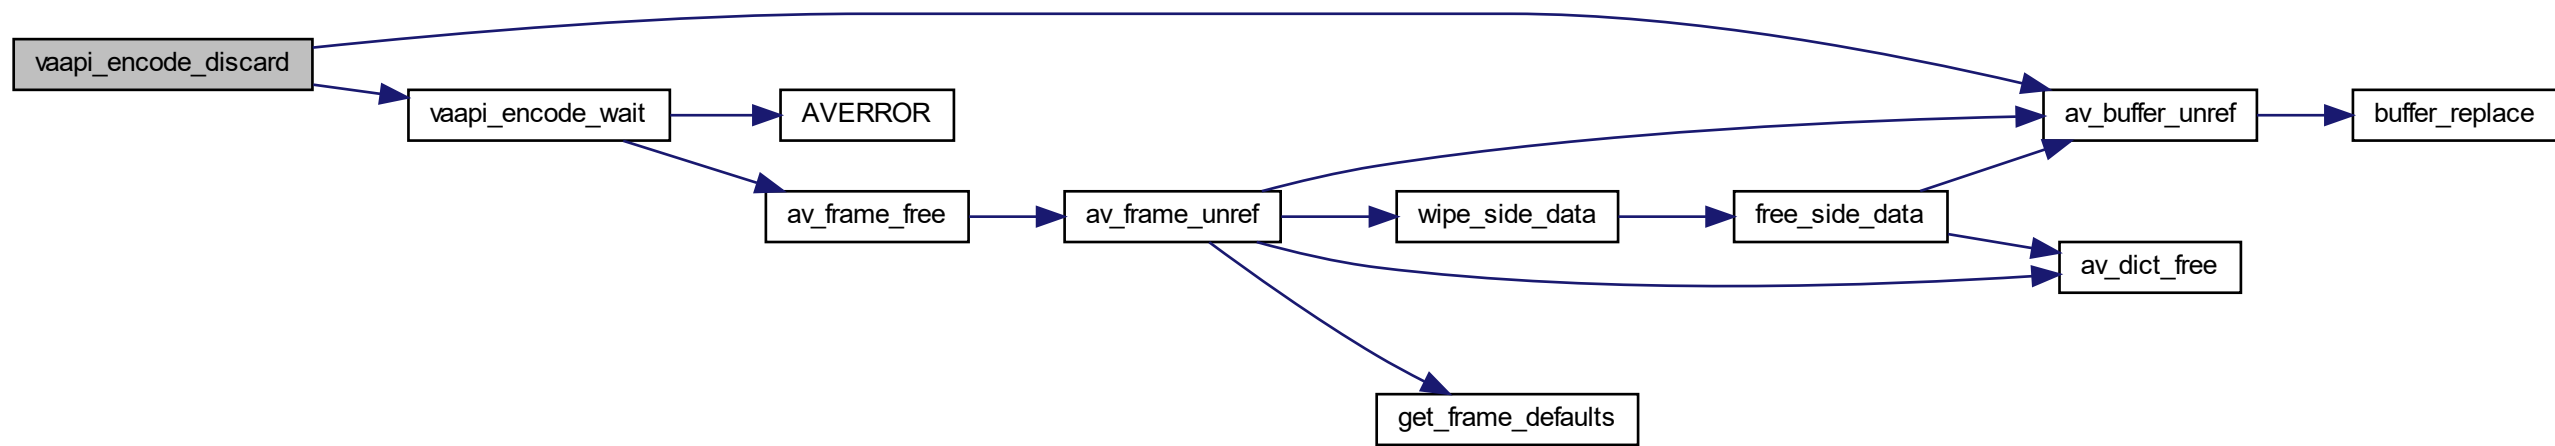 vaapi_encode_discard
vaapi_encode_wait
AVERROR
av_buffer_unref
buffer_replace
av_frame_free
av_frame_unref
wipe_side_data
free_side_data
av_dict_free
get_frame_defaults